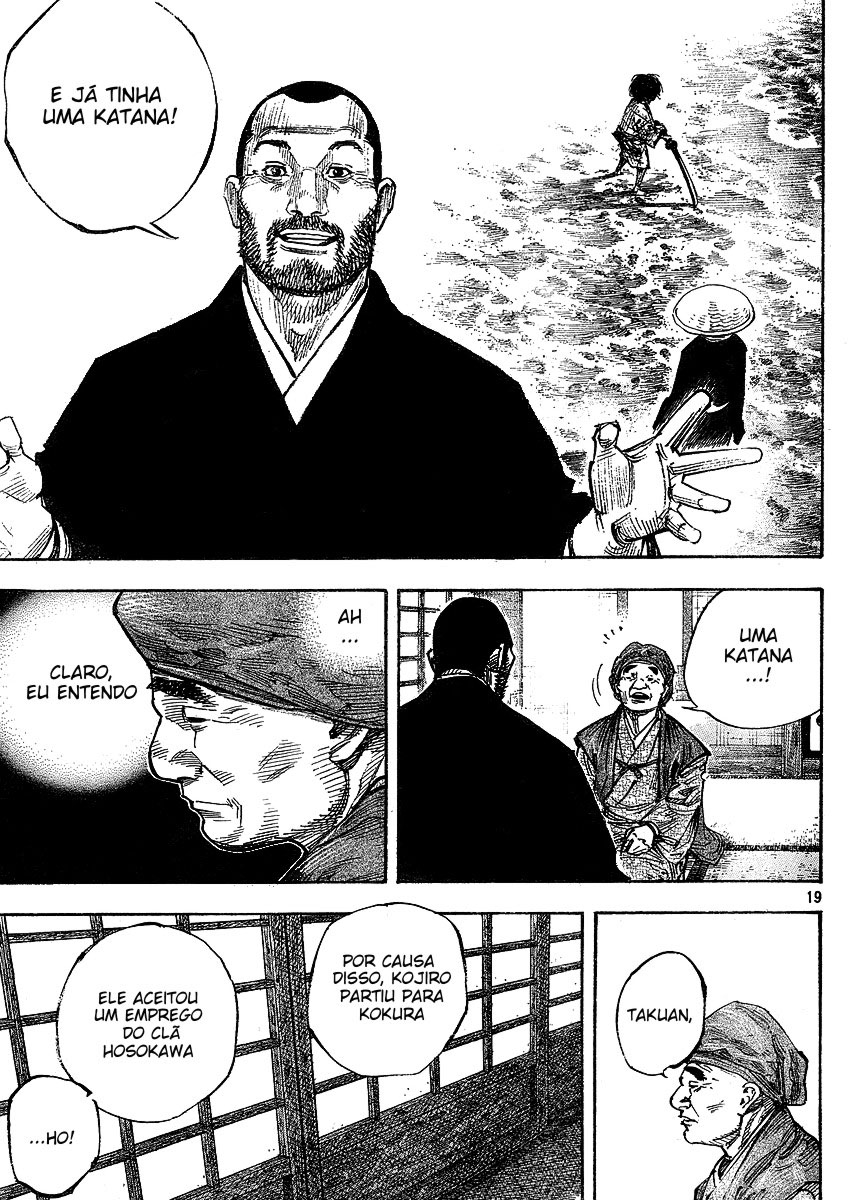 E JÁ TINHA
UMA KATANA!
UMA
KATANA
...!
AH
...
CLARO,
EU ENTENDO
19
TAKUAN,
POR CAUSA
DISSO, KOJIRO
PARTIU PARA
KOKURA
ELE ACEITOU
UM EMPREGO
DO CLÃ
HOSOKAWA
...HO!